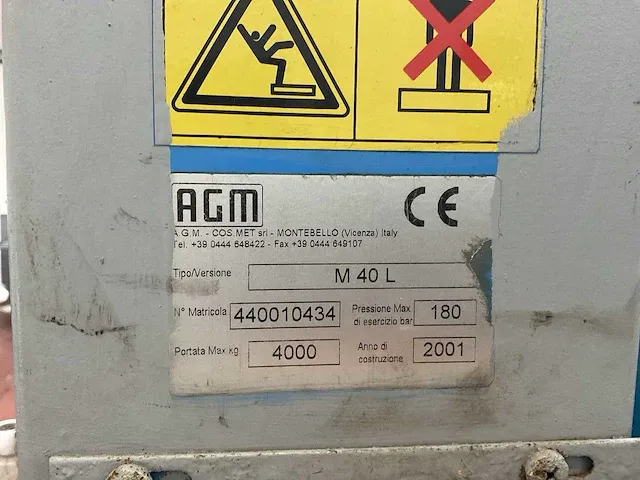 AGM CE
A.G.M. - COS.MET srl - MONTEBELLO (Vicenza) Italy
Tel. +39 0444 648422 - Fax +39 0444 649107
Tipo/Versione M 40 L
N° Matricola 440010434 Pressione Max di esercizio bar 180
Portata Max kg 4000 Anno di costruzione 2001